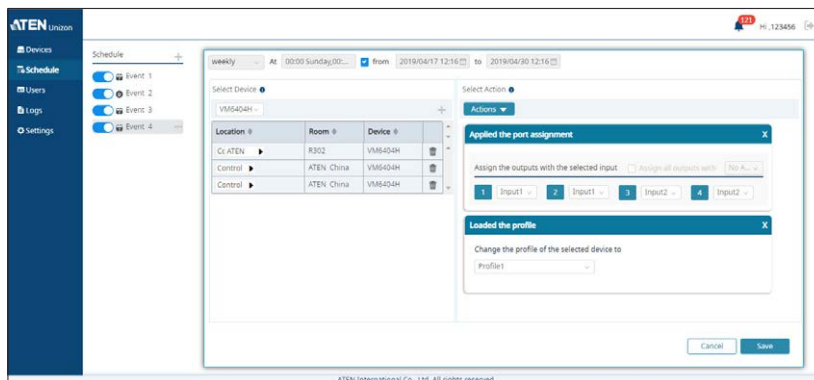 ATEN Unizon
121
Hi ,123456
Devices
Schedule
Users
Logs
Settings
Schedule
Event 1
Event 2
Event 3
Event 4
weekly At 00:00 Sunday,00:... from 2019/04/17 12:16 to 2019/04/30 12:16
Select Device
VM6404H
Location Room Device
Cc ATEN R302 VM6404H
Control ATEN China VM6404H
Control ATEN China VM6404H
Select Action
Actions
Applied the port assignment X
Assign the outputs with the selected input Assign all outputs with No A...
1 Input1 2 Input1 3 Input2 4 Input2
Loaded the profile X
Change the profile of the selected device to
Profile1
Cancel Save
ATEN International Co., Ltd. All rights reserved.